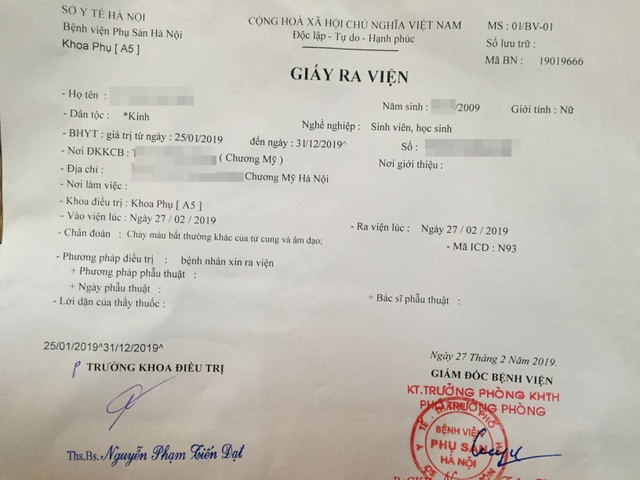 SỞ Y TẾ HÀ NỘI
Bệnh viện Phụ Sản Hà Nội
Khoa Phụ [ A5 ]
CỘNG HOÀ XÃ HỘI CHỦ NGHĨA VIỆT NAM
Độc lập - Tự do - Hạnh phúc
MS : 01/BV-01
Số lưu trữ :
Mã BN : 19019666
GIẤY RA VIỆN
- Họ tên :
Năm sinh : /2009 Giới tính : Nữ
- Dân tộc : *Kinh
Nghề nghiệp : Sinh viên, học sinh
- BHYT : giá trị từ ngày : 25/01/2019 đến ngày : 31/12/2019^ Số :
- Nơi ĐKKCB : T ( Chương Mỹ )
Nơi giới thiệu :
- Địa chỉ : Chương Mỹ Hà Nội
- Nơi làm việc :
- Khoa điều trị : Khoa Phụ [ A5 ]
- Vào viện lúc : Ngày 27 / 02 / 2019
- Ra viện lúc : Ngày 27 / 02 / 2019
- Chẩn đoán : Chảy máu bất thường khác của tử cung và âm đạo;
- Mã ICD : N93
- Phương pháp điều trị : bệnh nhân xin ra viện
+ Phương pháp phẫu thuật :
+ Ngày phẫu thuật :
+ Bác sĩ phẫu thuật :
- Lời dặn của thầy thuốc :
25/01/2019^31/12/2019^
Ngày 27 Tháng 2 Năm 2019.
P TRƯỞNG KHOA ĐIỀU TRỊ
GIÁM ĐỐC BỆNH VIỆN
KT.TRƯỞNG PHÒNG KHTH
PHÓ TRƯỞNG PHÒNG
BỆNH VIỆN
PHỤ SẢN
HÀ NỘI
Ths.Bs. Nguyễn Phạm Tiến Đạt